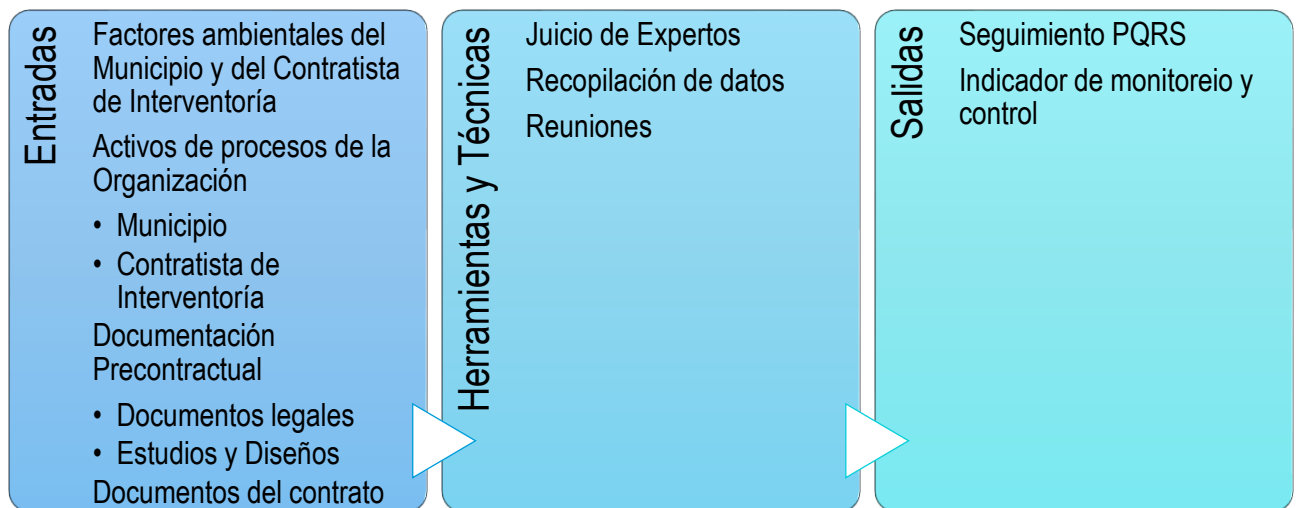 Entradas
Factores ambientales del
Municipio y del Contratista
de Interventoría
Activos de procesos de la
Organización
• Municipio
• Contratista de
Interventoría
Documentación
Precontractual
• Documentos legales
• Estudios y Diseños
Documentos del contrato
Herramientas y Técnicas
Juicio de Expertos
Recopilación de datos
Reuniones
Salidas
Seguimiento PQRS
Indicador de monitoreio y
control